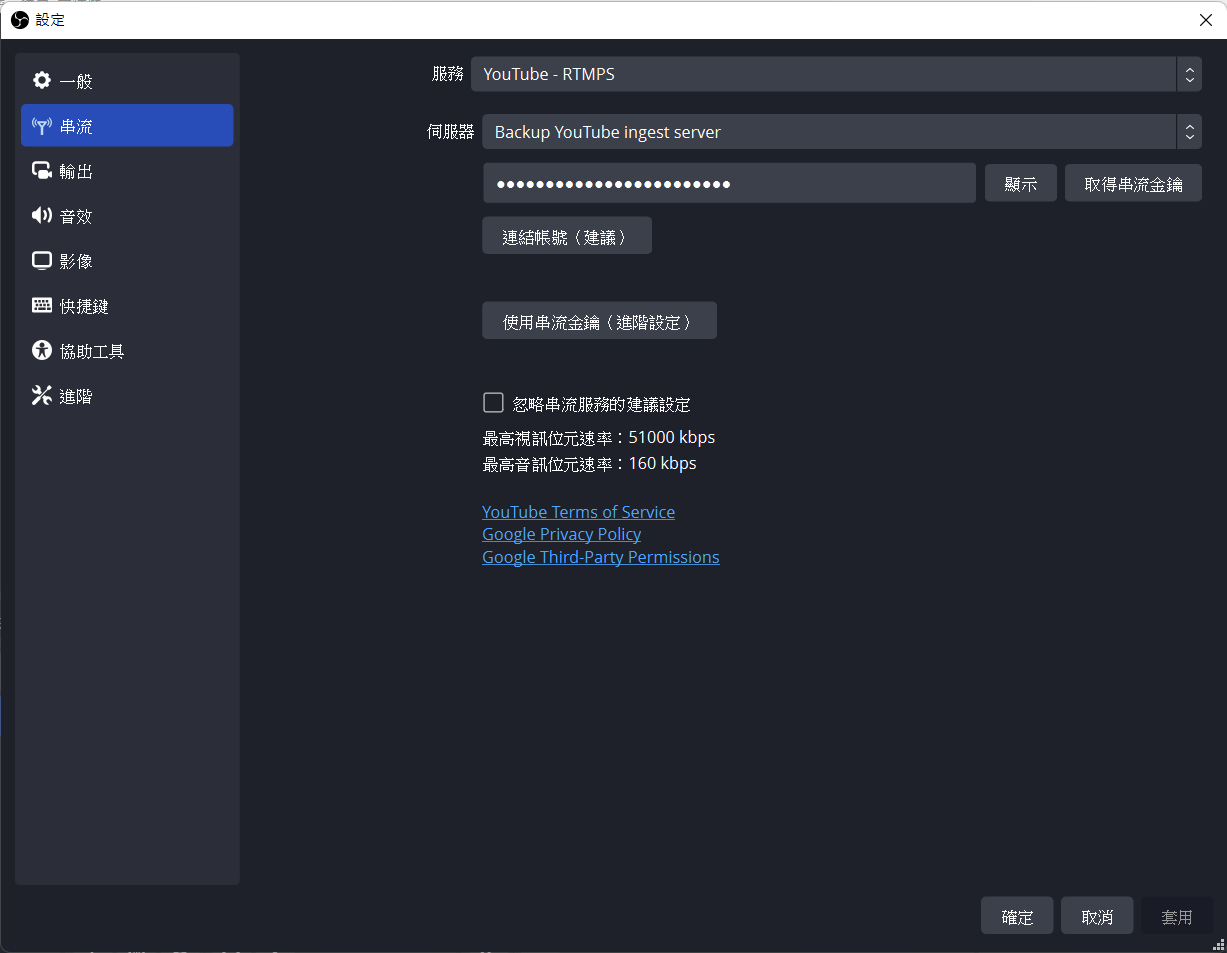 設定
一般
串流
輸出
音效
影像
快捷鍵
協助工具
進階
服務 YouTube - RTMPS
伺服器 Backup YouTube ingest server
●●●●●●●●●●●●●●●●●●●●●●●● 顯示 取得串流金鑰
連結帳號（建議）
使用串流金鑰（進階設定）
忽略串流服務的建議設定
最高視訊位元速率：51000 kbps
最高音訊位元速率：160 kbps
YouTube Terms of Service
Google Privacy Policy
Google Third-Party Permissions
確定 取消 套用